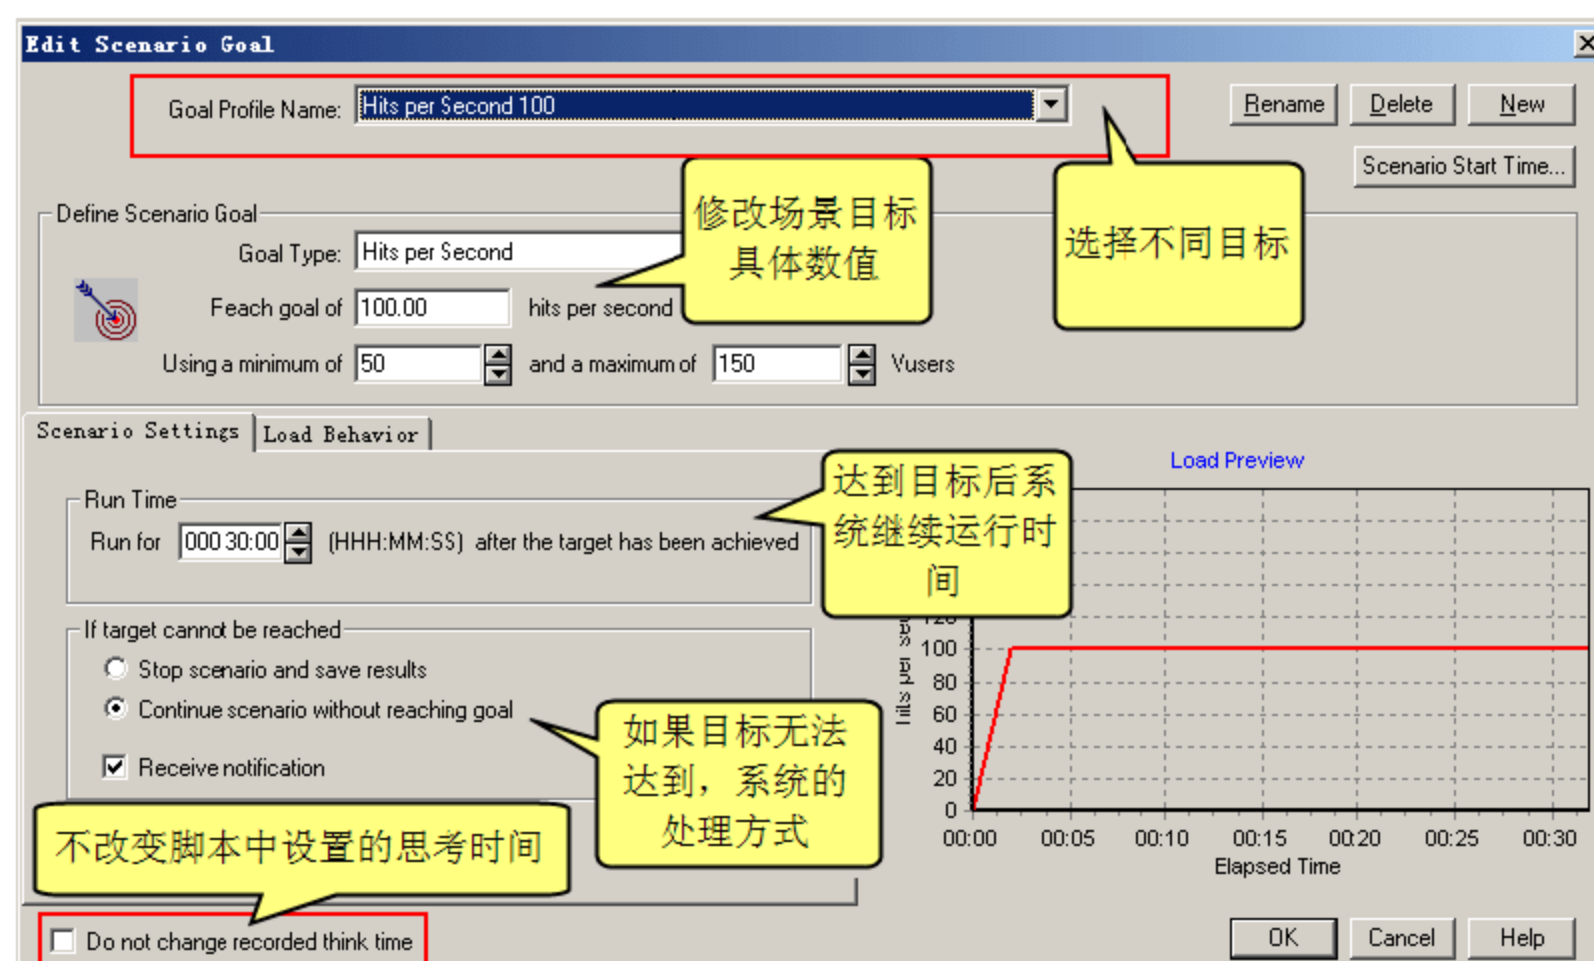 Edit Scenario Goal
Goal Profile Name: Hits per Second 100
Rename Delete New
Scenario Start Time...
修改场景目标
具体数值
选择不同目标
Define Scenario Goal
Goal Type: Hits per Second
Feach goal of 100.00 hits per second
Using a minimum of 50 and a maximum of 150 Vusers
Scenario Settings Load Behavior
达到目标后系
统继续运行时
间
Load Preview
Run Time
Run for 000 30:00 (HHH:MM:SS) after the target has been achieved
If target cannot be reached
Stop scenario and save results
Continue scenario without reaching goal
Receive notification
如果目标无法
达到，系统的
处理方式
不改变脚本中设置的思考时间
Do not change recorded think time
100
80
60
40
20
0
00:00 00:05 00:10 00:15 00:20 00:25 00:30
Elapsed Time
OK Cancel Help